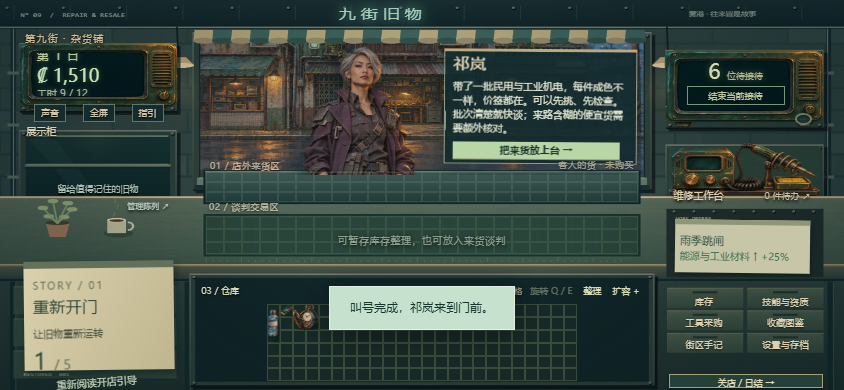 Nº 09 / REPAIR & RESALE
九街旧物
第九街 · 杂货铺
第 1 日
₡ 1,510
工时 9 / 12
声音
全屏
指引
展示柜
留给值得记住的旧物
管理陈列 ↗
祁岚
带了一批民用与工业机电，每件成色不
一样，价签都在。可以先挑、先检查。
批次清楚就快谈；来路含糊的便宜货需
要额外核对。
把来货放上台 →
01 / 店外来货区
客人的货 · 未购买
02 / 谈判交易区
可暂存库存整理，也可放入来货谈判
6 位待接待
结束当前接待
维修工作台
0 件待办 ↗
雨季跳闸
能源与工业材料 ↑ +25%
STORY / 01
重新开门
让旧物重新运转
1 / 5
重新阅读开店引导
03 / 仓库
格 旋转 Q / E
整理
扩容 +
叫号完成，祁岚来到门前。
库存
技能与资质
工具采购
收藏图鉴
街区手记
设置与存档
关店 / 日结 →